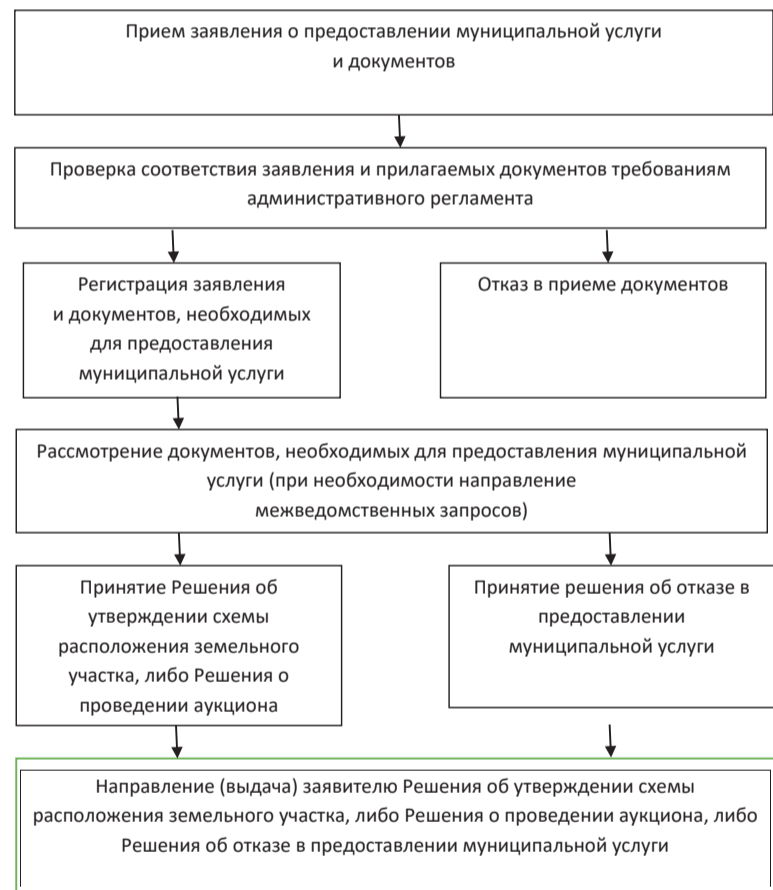 Прием заявления о предоставлении муниципальной услуги
и документов
Проверка соответствия заявления и прилагаемых документов требованиям
административного регламента
Регистрация заявления
и документов, необходимых
для предоставления
муниципальной услуги
Отказ в приеме документов
Рассмотрение документов, необходимых для предоставления муниципальной
услуги (при необходимости направление
межведомственных запросов)
Принятие Решения об
утверждении схемы
расположения земельного
участка, либо Решения о
проведении аукциона
Принятие решения об отказе в
предоставлении
муниципальной услуги
Направление (выдача) заявителю Решения об утверждении схемы
расположения земельного участка, либо Решения о проведении аукциона, либо
Решения об отказе в предоставлении муниципальной услуги